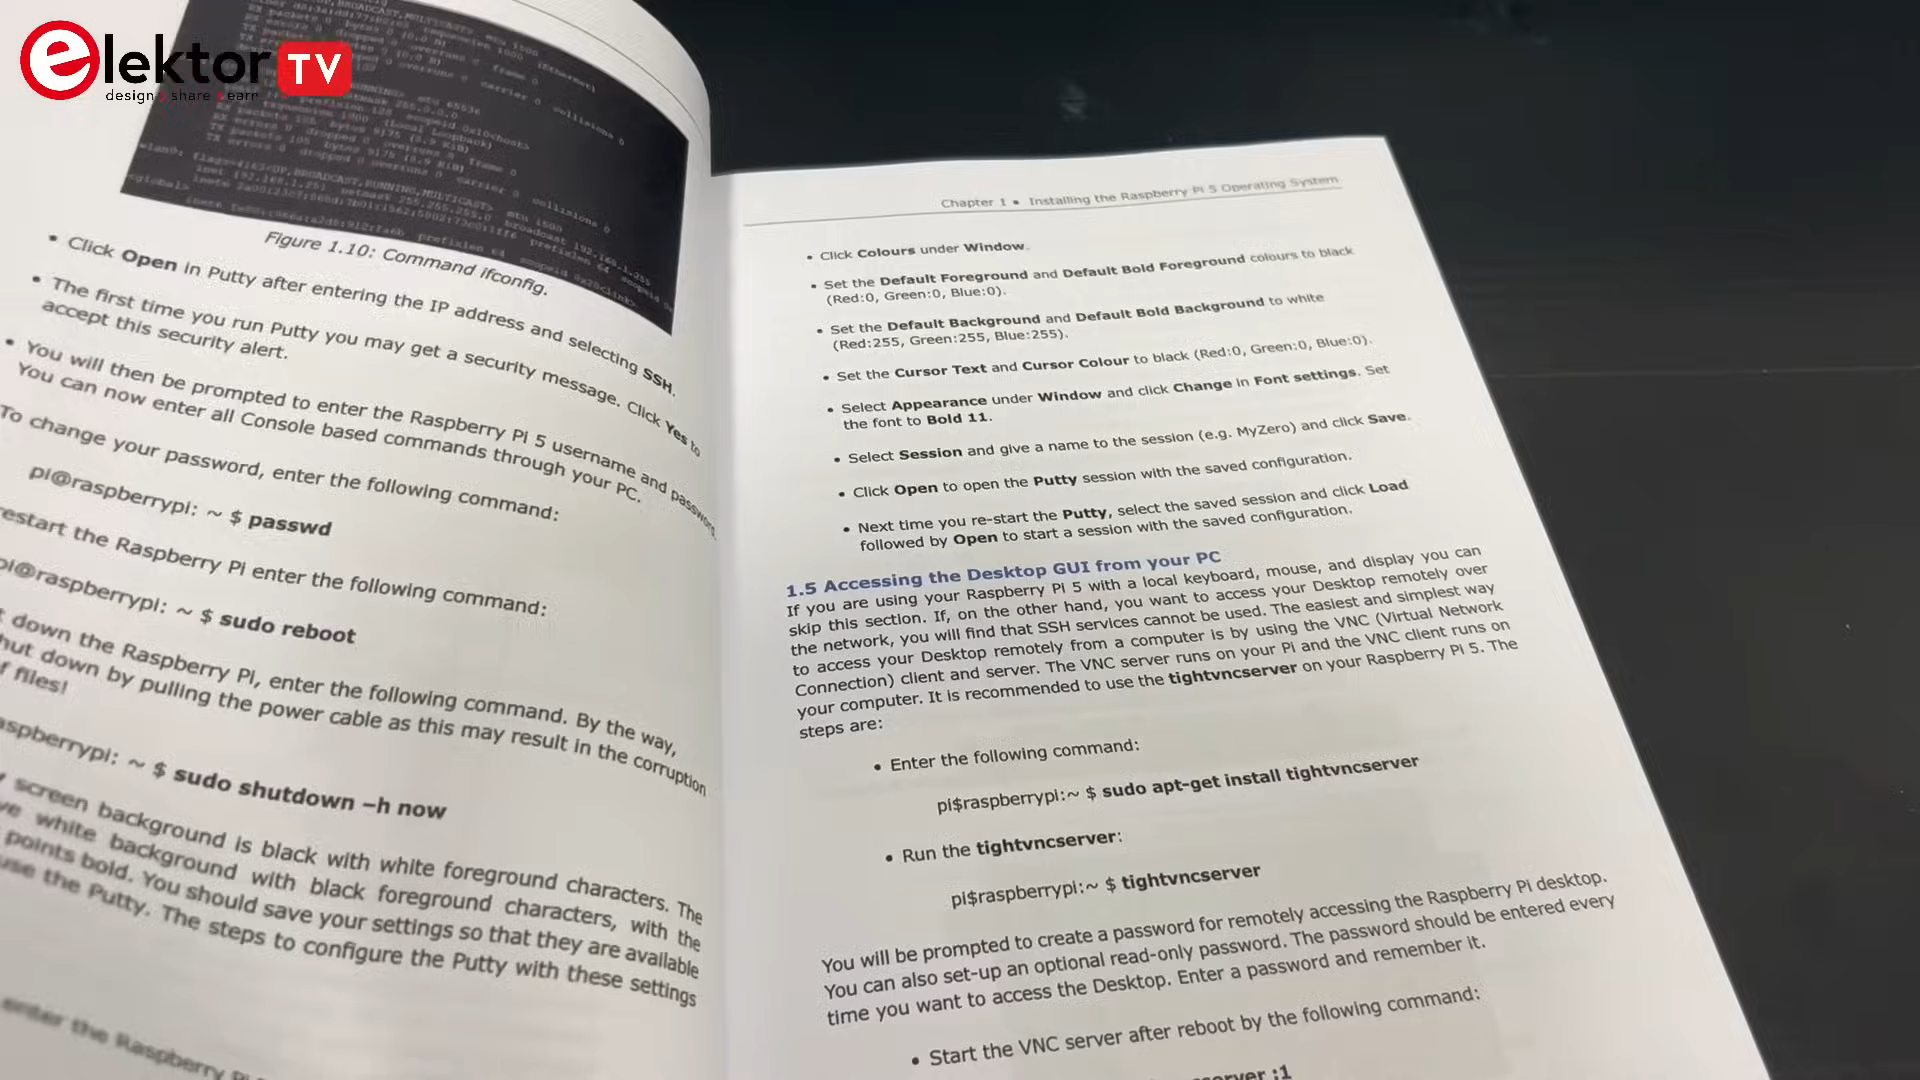 elektor TV
design > share > earn
Figure 1.10: Command ifconfig.
• Click Open in Putty after entering the IP address and selecting SSH.
• The first time you run Putty you may get a security message. Click Yes to
accept this security alert.
• You will then be prompted to enter the Raspberry Pi 5 username and password.
You can now enter all Console based commands through your PC.
To change your password, enter the following command:
pi@raspberrypi: ~ $ passwd
restart the Raspberry Pi enter the following command:
pi@raspberrypi: ~ $ sudo reboot
down the Raspberry Pi, enter the following command. By the way,
hut down by pulling the power cable as this may result in the corruption
f files!
aspberrypi: ~ $ sudo shutdown –h now
screen background is black with white foreground characters. The
ve white background with black foreground characters, with the
points bold. You should save your settings so that they are available
use the Putty. The steps to configure the Putty with these settings
enter the Raspberry
Chapter 1 • Installing the Raspberry Pi 5 Operating System
• Click Colours under Window.
• Set the Default Foreground and Default Bold Foreground colours to black
(Red:0, Green:0, Blue:0).
• Set the Default Background and Default Bold Background to white
(Red:255, Green:255, Blue:255).
• Set the Cursor Text and Cursor Colour to black (Red:0, Green:0, Blue:0).
• Select Appearance under Window and click Change in Font settings. Set
the font to Bold 11.
• Select Session and give a name to the session (e.g. MyZero) and click Save.
• Click Open to open the Putty session with the saved configuration.
• Next time you re-start the Putty, select the saved session and click Load
followed by Open to start a session with the saved configuration.
1.5 Accessing the Desktop GUI from your PC
If you are using your Raspberry Pi 5 with a local keyboard, mouse, and display you can
skip this section. If, on the other hand, you want to access your Desktop remotely over
the network, you will find that SSH services cannot be used. The easiest and simplest way
to access your Desktop remotely from a computer is by using the VNC (Virtual Network
Connection) client and server. The VNC server runs on your Pi and the VNC client runs on
your computer. It is recommended to use the tightvncserver on your Raspberry Pi 5. The
steps are:
• Enter the following command:
pi$raspberrypi:~ $ sudo apt-get install tightvncserver
• Run the tightvncserver:
pi$raspberrypi:~ $ tightvncserver
You will be prompted to create a password for remotely accessing the Raspberry Pi desktop.
You can also set-up an optional read-only password. The password should be entered every
time you want to access the Desktop. Enter a password and remember it.
• Start the VNC server after reboot by the following command:
server :1